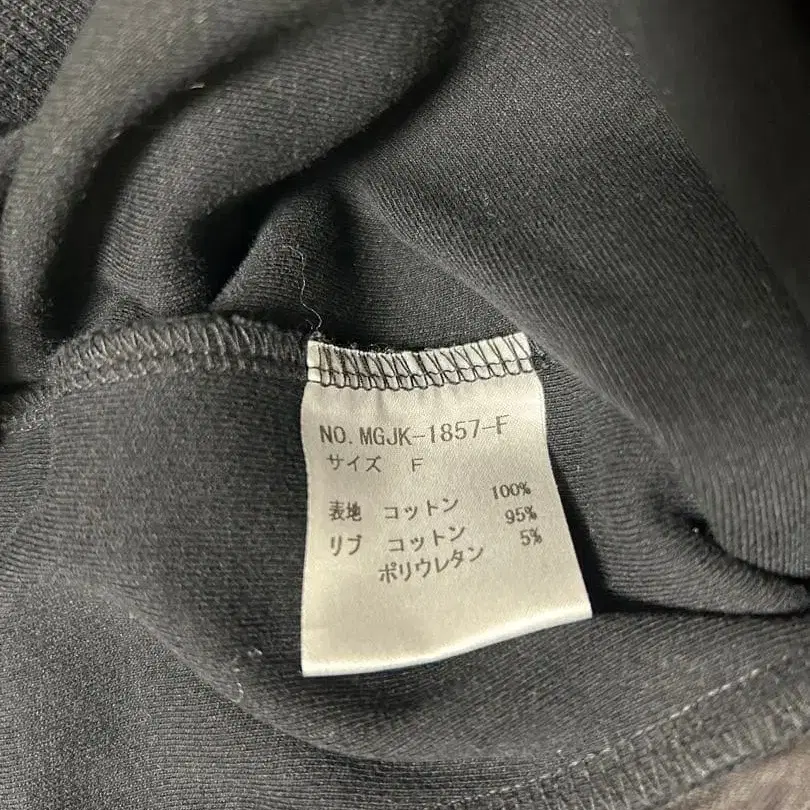 NO. MGJK-1857-F
サイズ F
表地 コットン 100%
リブ コットン 95%
ポリウレタン 5%